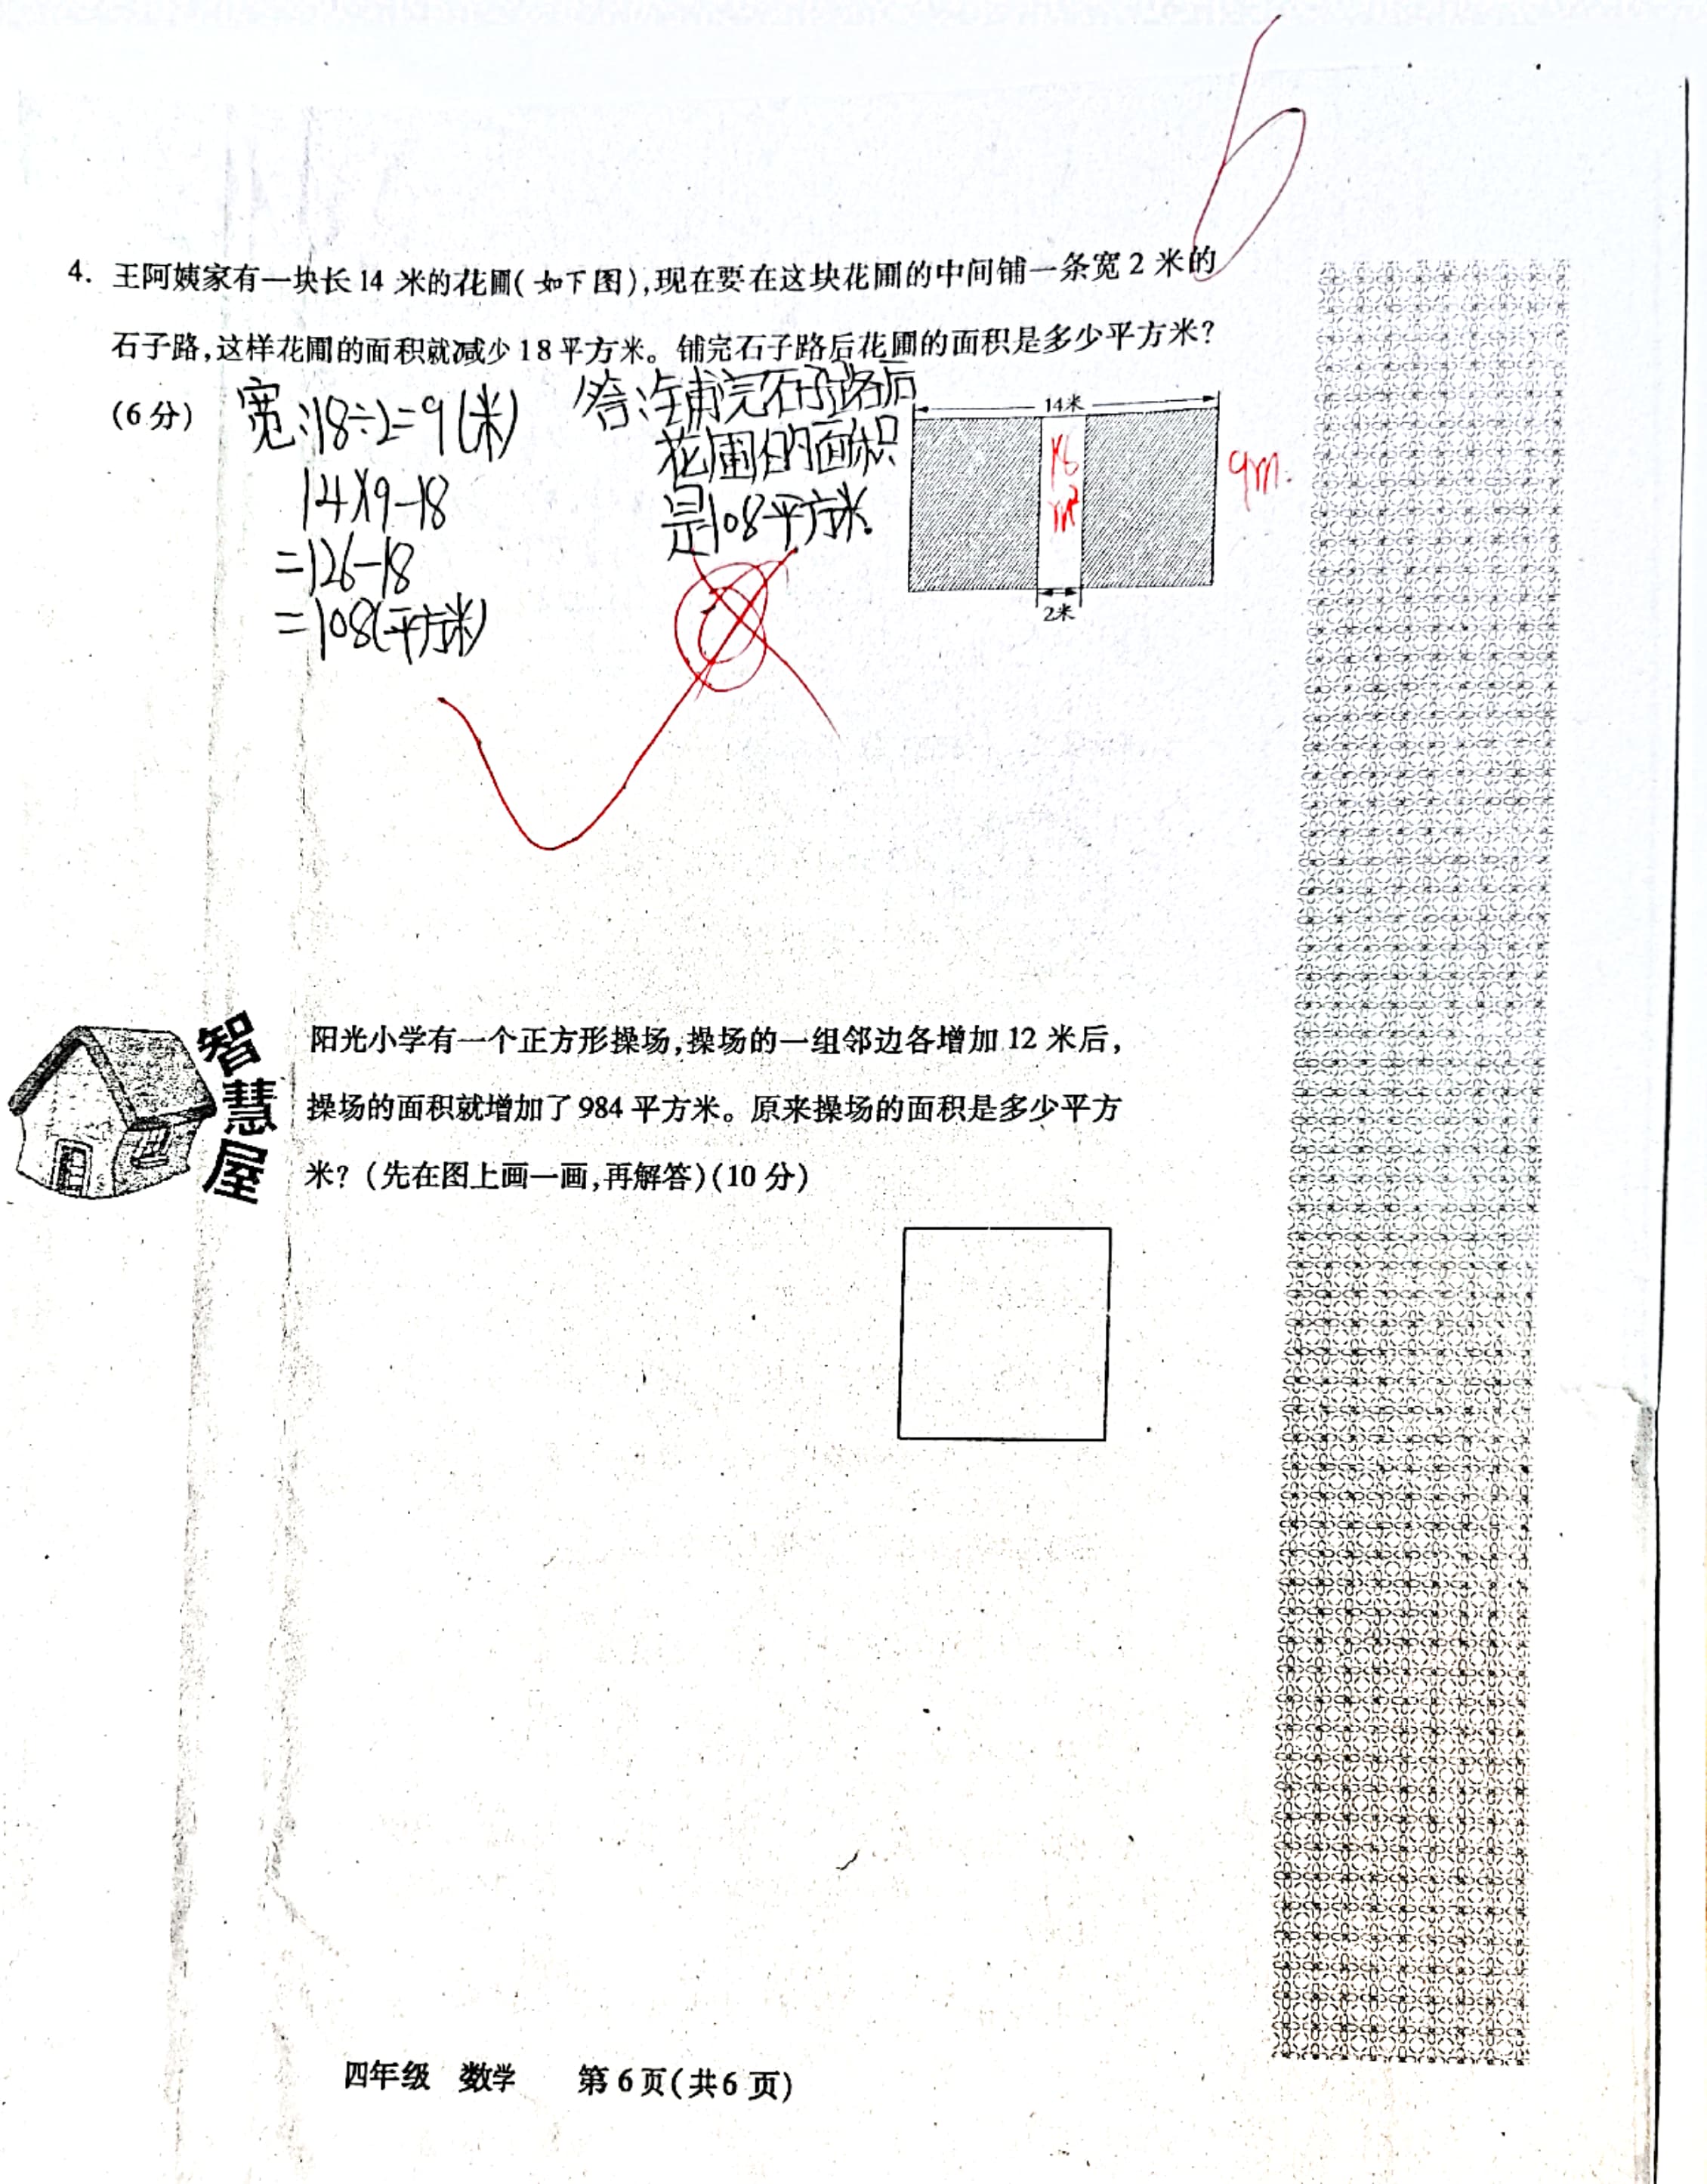 6
4. 王阿姨家有一块长 14 米的花圃(如下图),现在要在这块花圃的中间铺一条宽 2 米的
石子路,这样花圃的面积就减少 18 平方米。铺完石子路后花圃的面积是多少平方米?
(6 分)
宽:18÷2=9(米)
14×9-18
=126-18
=108(平方米)
答:铺完石子路后
花圃的面积
是108平方米.
14米
9m.
2米
智慧屋
阳光小学有一个正方形操场,操场的一组邻边各增加 12 米后,
操场的面积就增加了 984 平方米。原来操场的面积是多少平方
米?(先在图上画一画,再解答)(10 分)
四年级 数学 第 6 页(共 6 页)